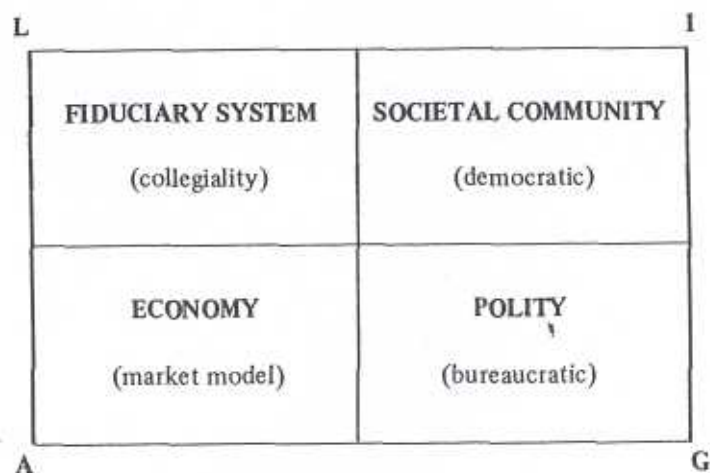 L I
FIDUCIARY SYSTEM SOCIETAL COMMUNITY
(collegiality) (democratic)
ECONOMY POLITY
(market model) (bureaucratic)
A G